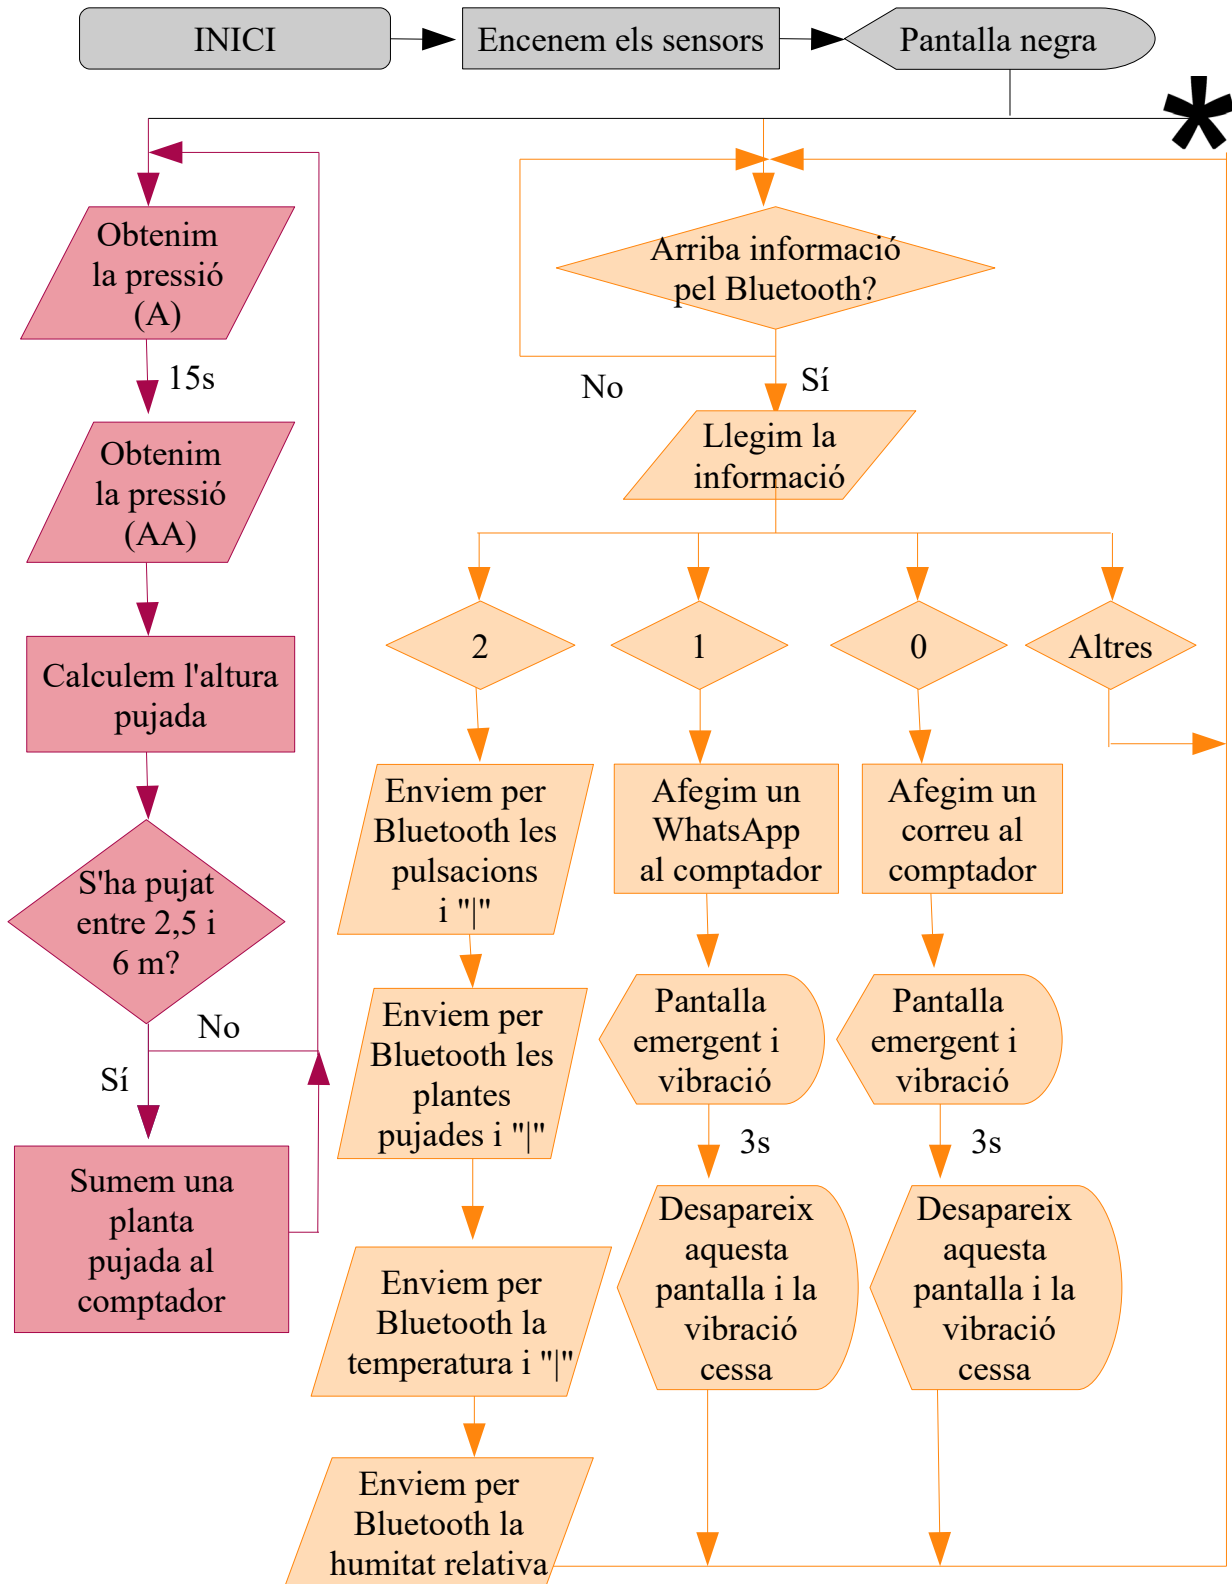 INICI
Encenem els sensors
Pantalla negra
*
Obtenim
la pressió
(A)
15s
Obtenim
la pressió
(AA)
Calculem l'altura
pujada
S'ha pujat
entre 2,5 i
6 m?
No
Sí
Sumem una
planta
pujada al
comptador
Arriba informació
pel Bluetooth?
No
Sí
Llegim la
informació
2
1
0
Altres
Enviem per
Bluetooth les
pulsacions
i "|"
Enviem per
Bluetooth les
plantes
pujades i "|"
Enviem per
Bluetooth la
temperatura i "|"
Enviem per
Bluetooth la
humitat relativa
Afegim un
WhatsApp
al comptador
Pantalla
emergent i
vibració
3s
Desapareix
aquesta
pantalla i la
vibració
cessa
Afegim un
correu al
comptador
Pantalla
emergent i
vibració
3s
Desapareix
aquesta
pantalla i la
vibració
cessa